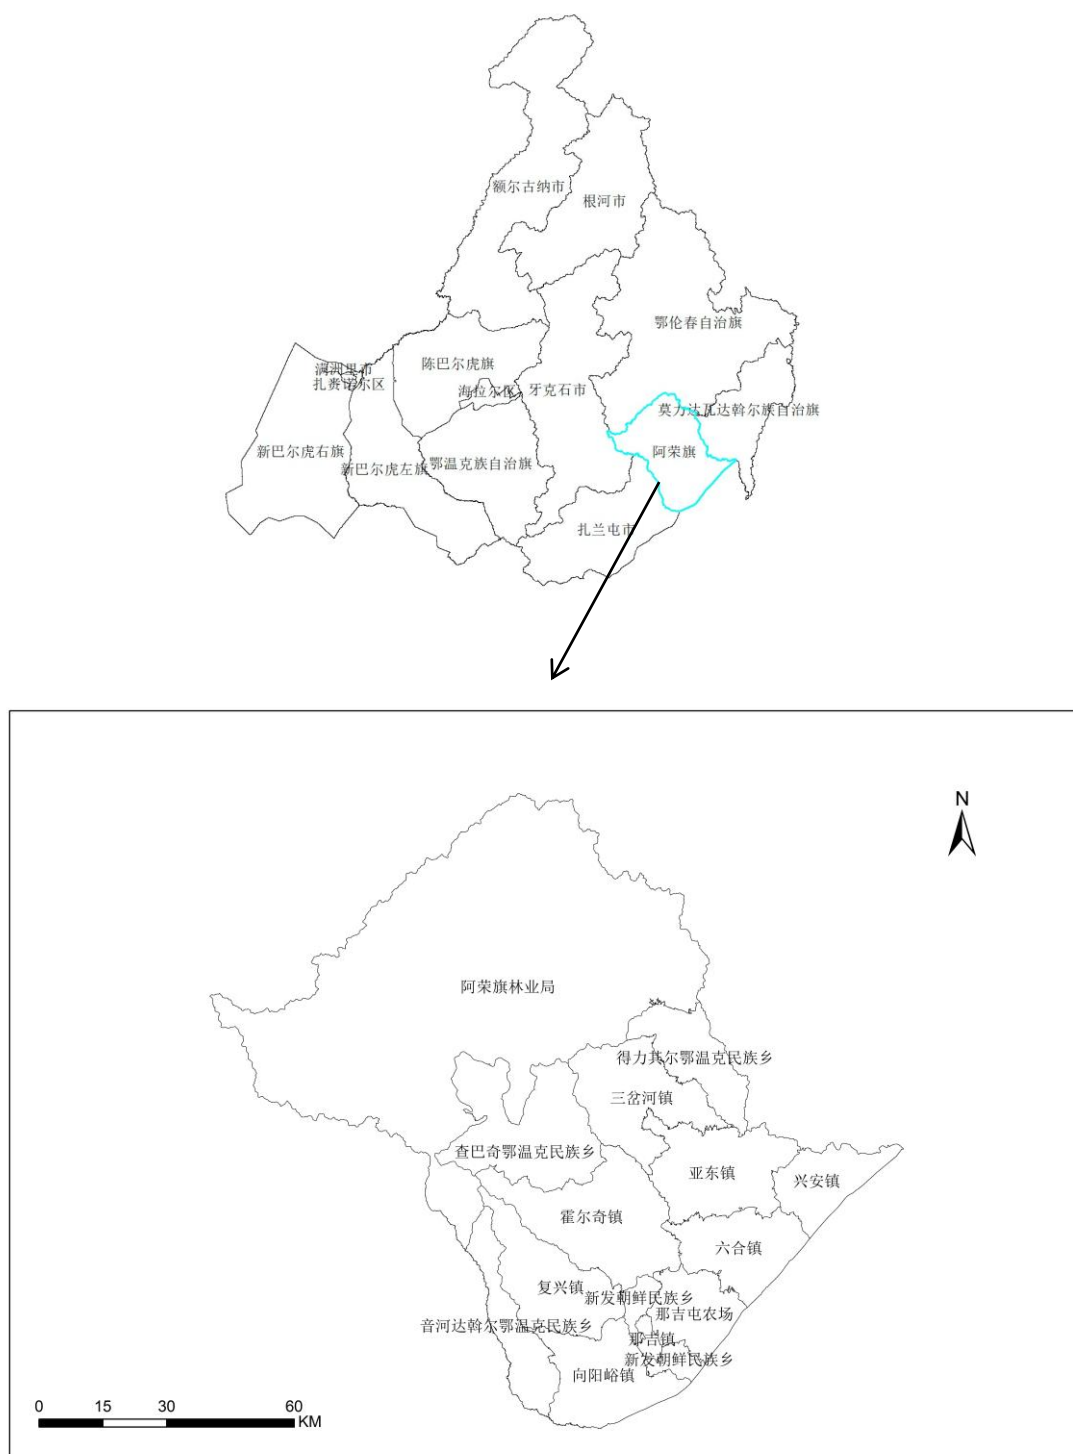 额尔古纳市
根河市
鄂伦春自治旗
陈巴尔虎旗
满洲里市
扎赉诺尔区
海拉尔区
牙克石市
莫力达瓦达斡尔族自治旗
新巴尔虎右旗
新巴尔虎左旗
鄂温克族自治旗
阿荣旗
扎兰屯市
N
阿荣旗林业局
得力其尔鄂温克民族乡
三岔河镇
查巴奇鄂温克民族乡
亚东镇
兴安镇
霍尔奇镇
六合镇
复兴镇
新发朝鲜民族乡
那吉屯农场
音河达斡尔鄂温克民族乡
那吉镇
新发朝鲜民族乡
向阳峪镇
0 15 30 60
KM